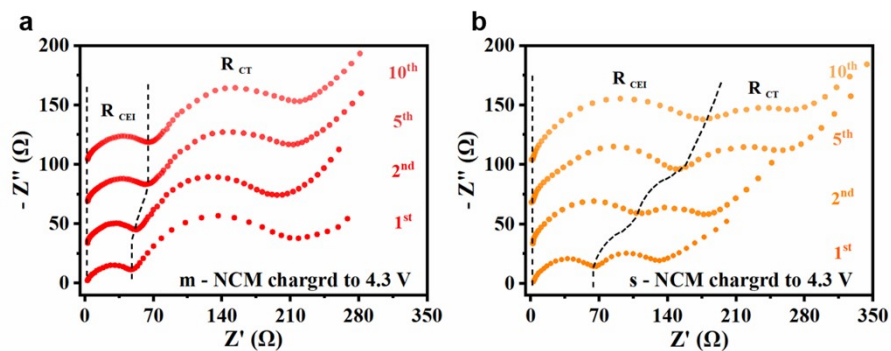 a
200
150
100
50
0
- Z'' (Ω)
R CEI
R CT
10th
5th
2nd
1st
m - NCM chargrd to 4.3 V
0 70 140 210 280 350
Z' (Ω)
b
200
150
100
50
0
- Z'' (Ω)
R CEI
R CT
10th
5th
2nd
1st
s - NCM chargrd to 4.3 V
0 70 140 210 280 350
Z' (Ω)